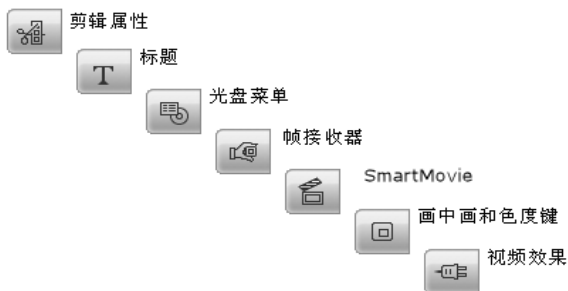 剪辑属性
T
标题
光盘菜单
帧接收器
SmartMovie
画中画和色度键
视频效果